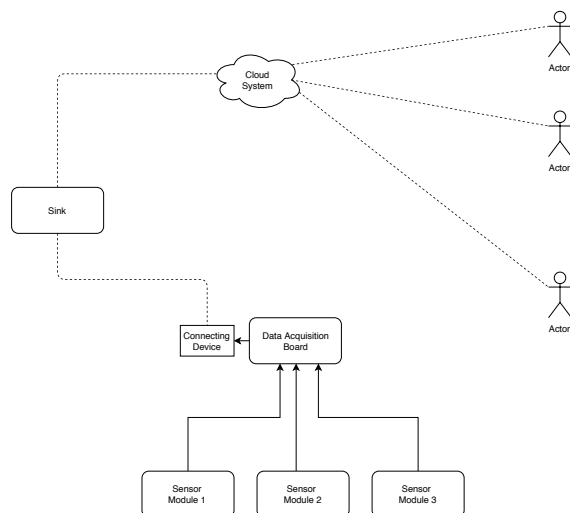 Cloud
System
Actor
Actor
Sink
Actor
Connecting
Device
Data Acquisition
Board
Sensor
Module 1
Sensor
Module 2
Sensor
Module 3